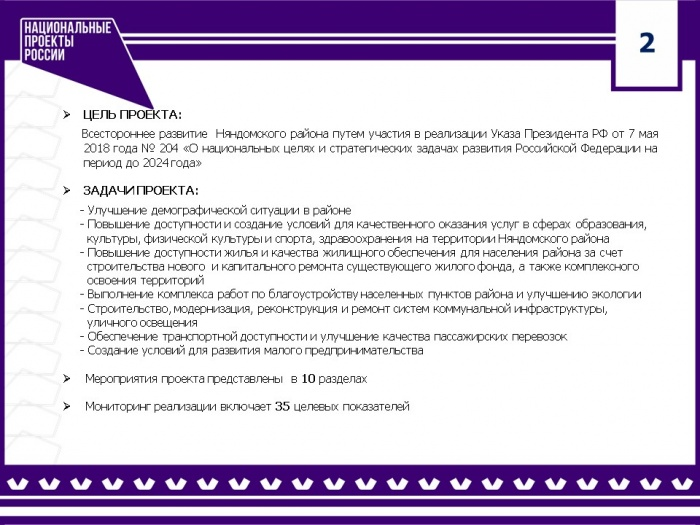 НАЦИОНАЛЬНЫЕ
ПРОЕКТЫ
РОССИИ
2
ЦЕЛЬ ПРОЕКТА:
Всестороннее развитие Няндомского района путем участия в реализации Указа Президента РФ от 7 мая
2018 года № 204 «О национальных целях и стратегических задачах развития Российской Федерации на
период до 2024 года»
ЗАДАЧИ ПРОЕКТА:
- Улучшение демографической ситуации в районе
- Повышение доступности и создание условий для качественного оказания услуг в сферах образования,
культуры, физической культуры и спорта, здравоохранения на территории Няндомского района
- Повышение доступности жилья и качества жилищного обеспечения для населения района за счет
строительства нового и капитального ремонта существующего жилого фонда, а также комплексного
освоения территорий
- Выполнение комплекса работ по благоустройству населенных пунктов района и улучшению экологии
- Строительство, модернизация, реконструкция и ремонт систем коммунальной инфраструктуры,
уличного освещения
- Обеспечение транспортной доступности и улучшение качества пассажирских перевозок
- Создание условий для развития малого предпринимательства
Мероприятия проекта представлены в 10 разделах
Мониторинг реализации включает 35 целевых показателей